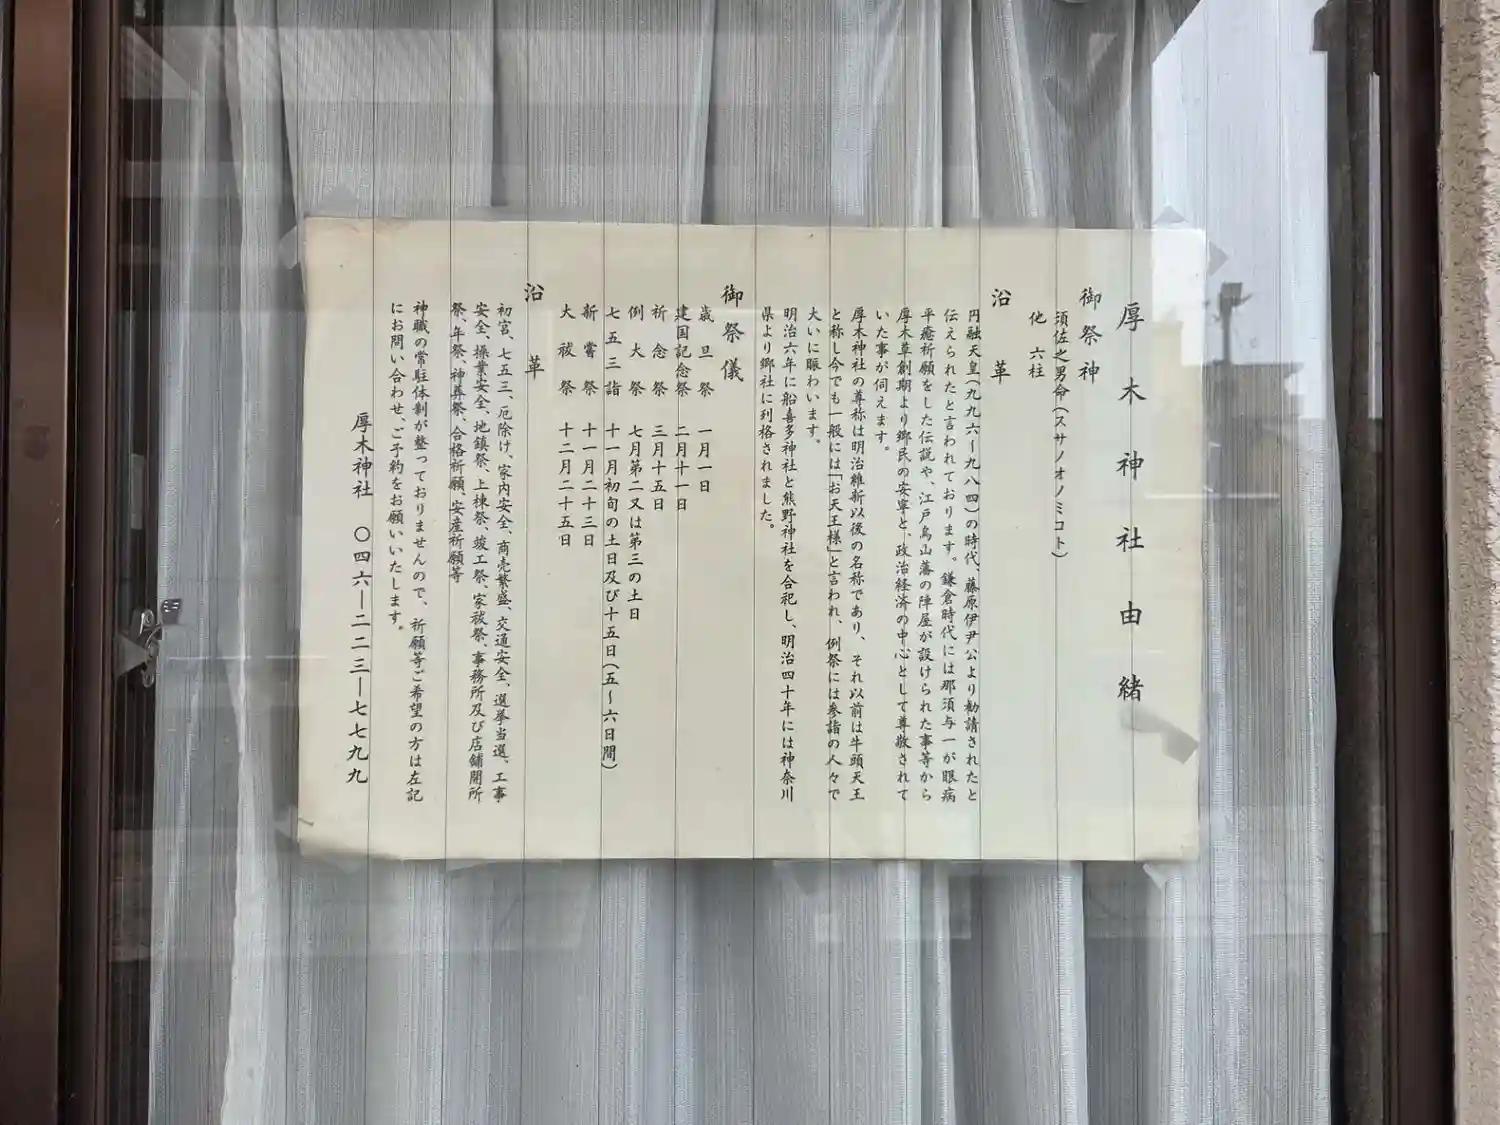 厚木神社由緒
御祭神
須佐之男命(スサノオノミコト)
他 六柱
沿革
円融天皇(九九六〜九八四)の時代、藤原伊尹公より勧請されたと
伝えられたと言われております。鎌倉時代には那須与一が眼病
平癒祈願をした伝説や、江戸烏山藩の陣屋が設けられた事等から
厚木草創期より郷民の安寧と、政治経済の中心として尊敬されて
いた事が伺えます。
厚木神社の尊称は明治維新以後の名称であり、それ以前は牛頭天王
と称し今でも一般には「お天王様」と言われ、例祭には参詣の人々で
大いに賑わいます。
明治六年に船喜多神社と熊野神社を合祀し、明治四十年には神奈川
県より郷社に列格されました。
御祭儀
歳旦祭 一月一日
建国記念祭 二月十一日
祈念祭 三月十五日
例大祭 七月第二又は第三の土日
七五三詣 十一月初旬の土日及び十五日(五〜六日間)
新嘗祭 十一月二十三日
大祓祭 十二月二十五日
沿革
初宮、七五三、厄除け、家内安全、商売繁盛、交通安全、選挙当選、工事
安全、操業安全、地鎮祭、上棟祭、竣工祭、家祓祭、事務所及び店舗開所
祭、年祭、神葬祭、合格祈願、安産祈願等
神職の常駐体制が整っておりませんので、祈願等ご希望の方は左記
にお問い合わせ、ご予約をお願いいたします。
厚木神社 〇四六ー二二三ー七七九九